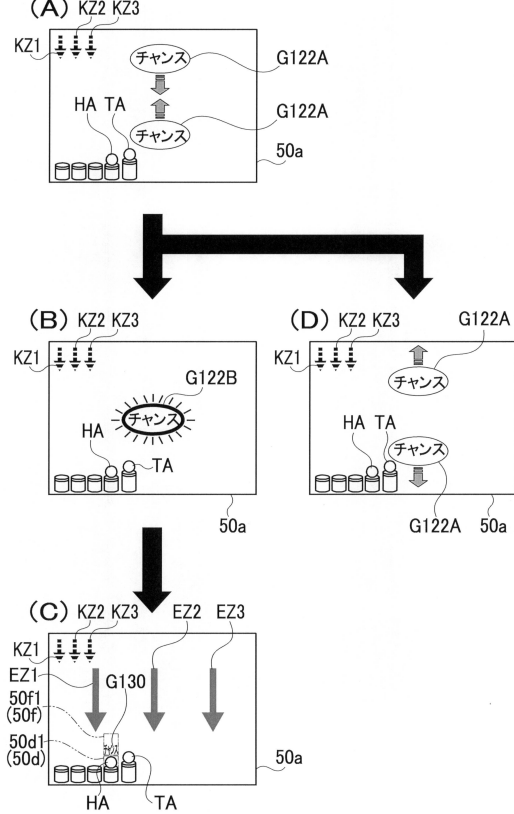 (A) KZ2 KZ3
KZ1
チャンス
G122A
HA TA
チャンス
G122A
50a
(B) KZ2 KZ3
KZ1
G122B
チャンス
HA
TA
50a
(D) KZ2 KZ3
G122A
KZ1
チャンス
HA TA
チャンス
G122A
50a
(C) KZ2 KZ3
EZ2
EZ3
KZ1
EZ1
G130
50f1
(50f)
50d1
(50d)
50a
HA
TA